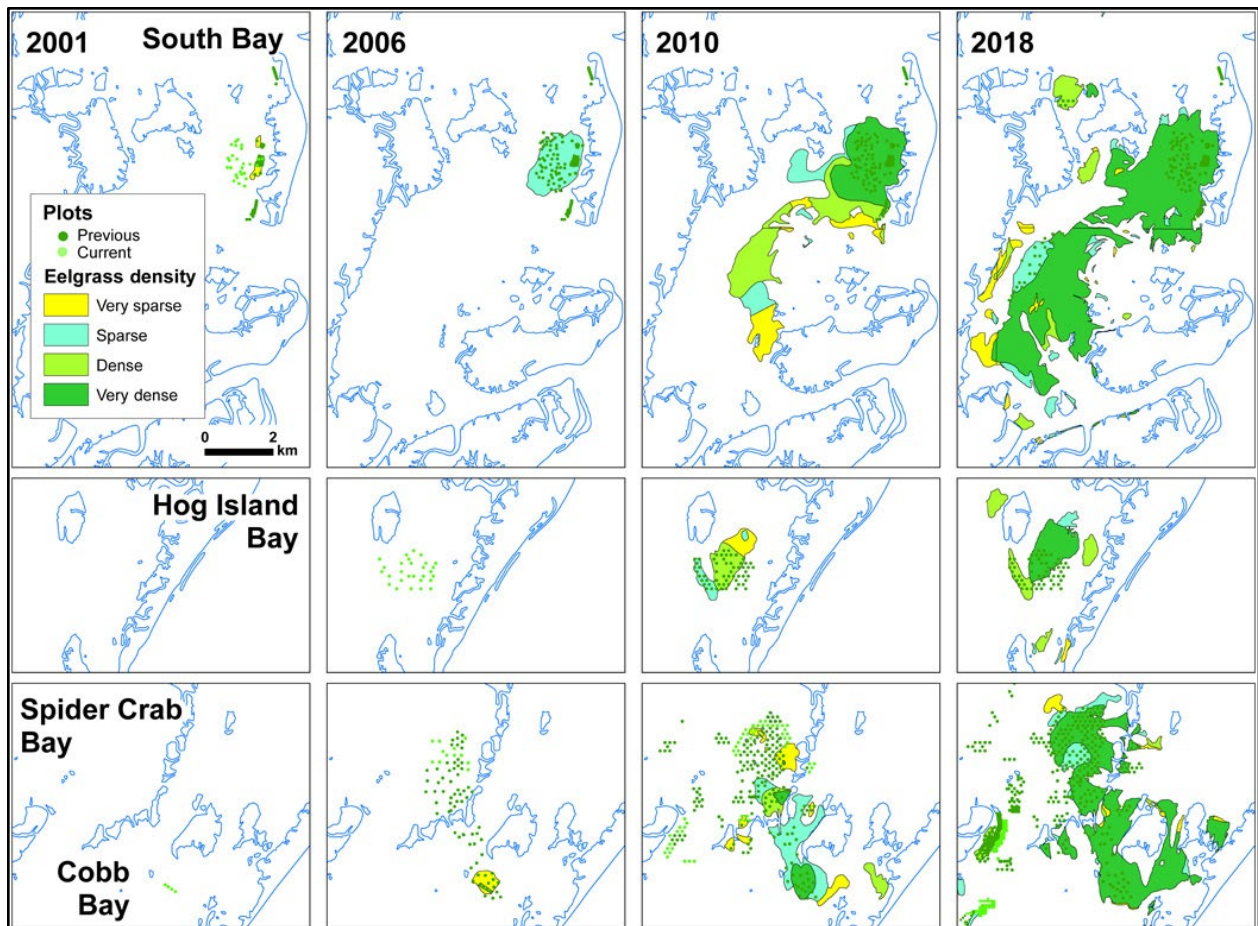 2001
South Bay
2006
2010
2018
Plots
Previous
Current
Eelgrass density
Very sparse
Sparse
Dense
Very dense
0 2
km
Hog Island
Bay
Spider Crab
Bay
Cobb
Bay